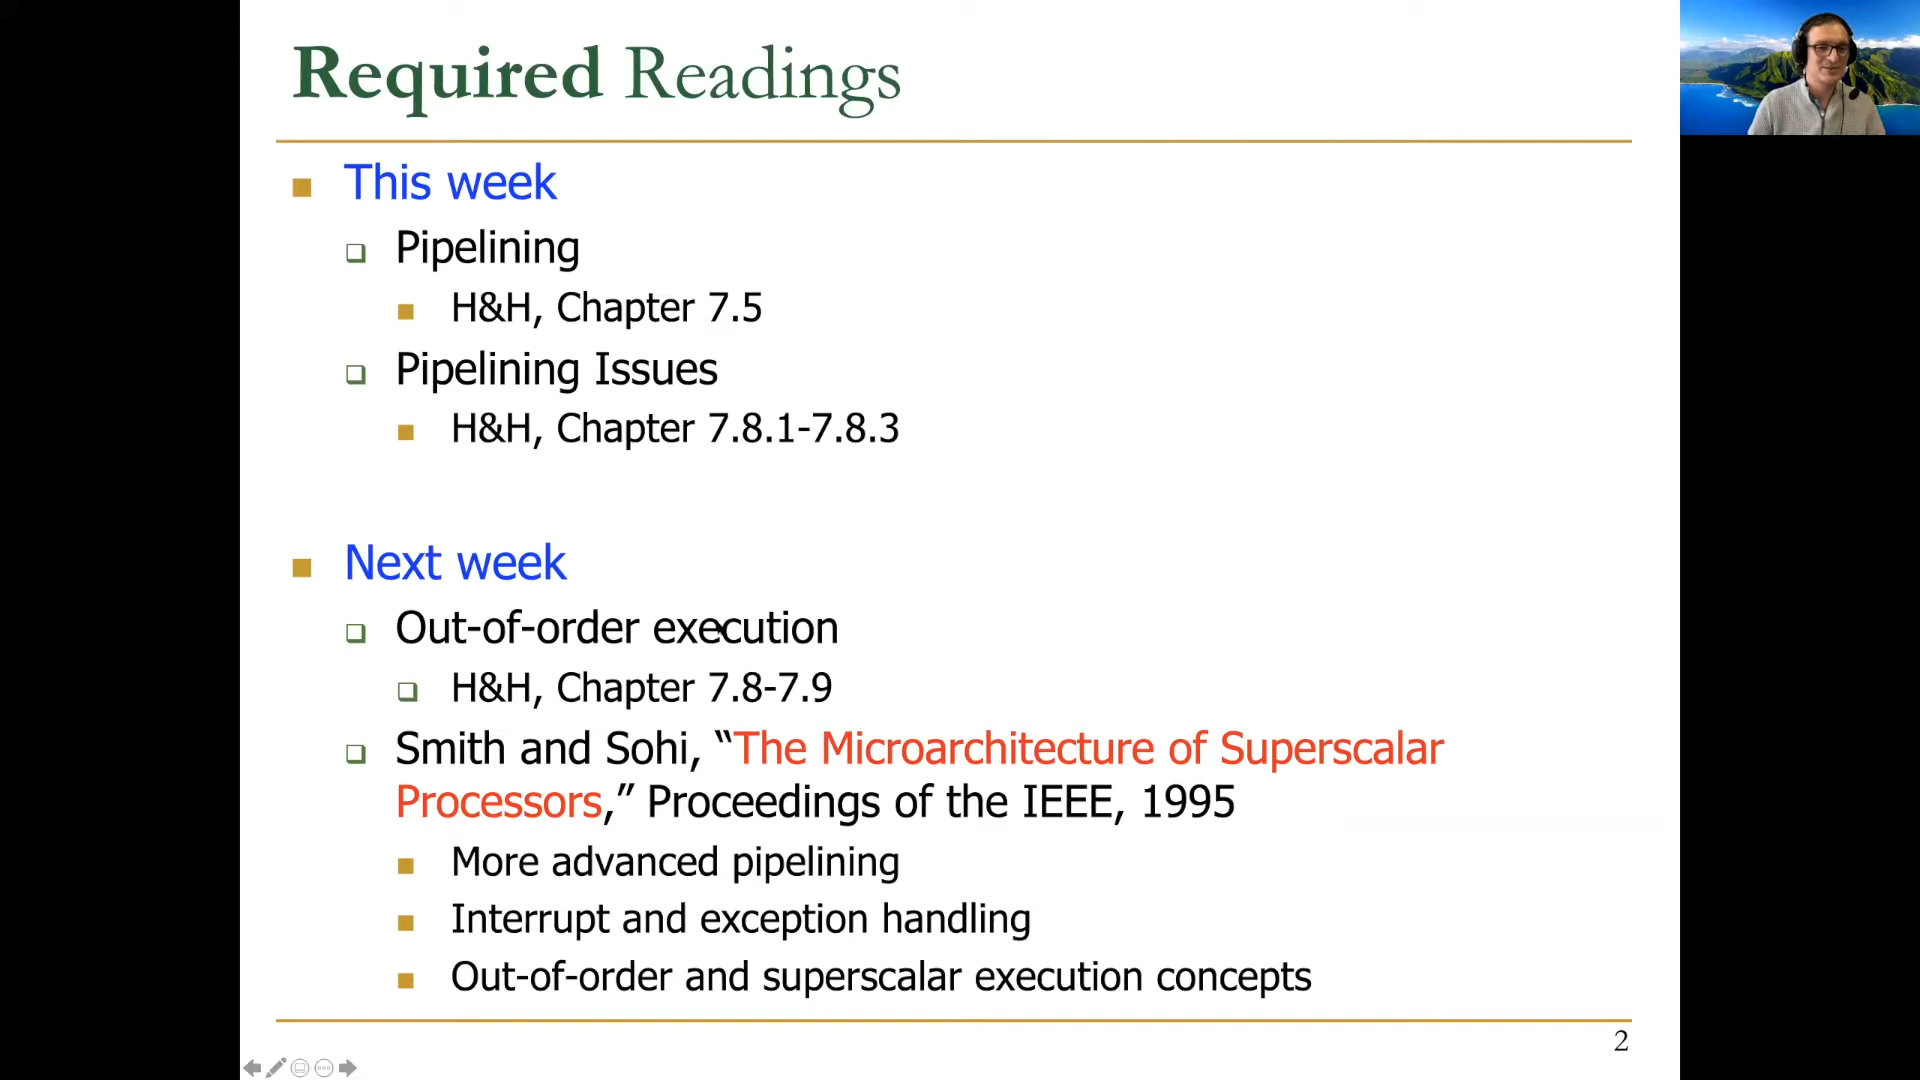 Required Readings
This week
Pipelining
H&H, Chapter 7.5
Pipelining Issues
H&H, Chapter 7.8.1-7.8.3
Next week
Out-of-order execution
H&H, Chapter 7.8-7.9
Smith and Sohi, “The Microarchitecture of Superscalar
Processors,” Proceedings of the IEEE, 1995
More advanced pipelining
Interrupt and exception handling
Out-of-order and superscalar execution concepts
2